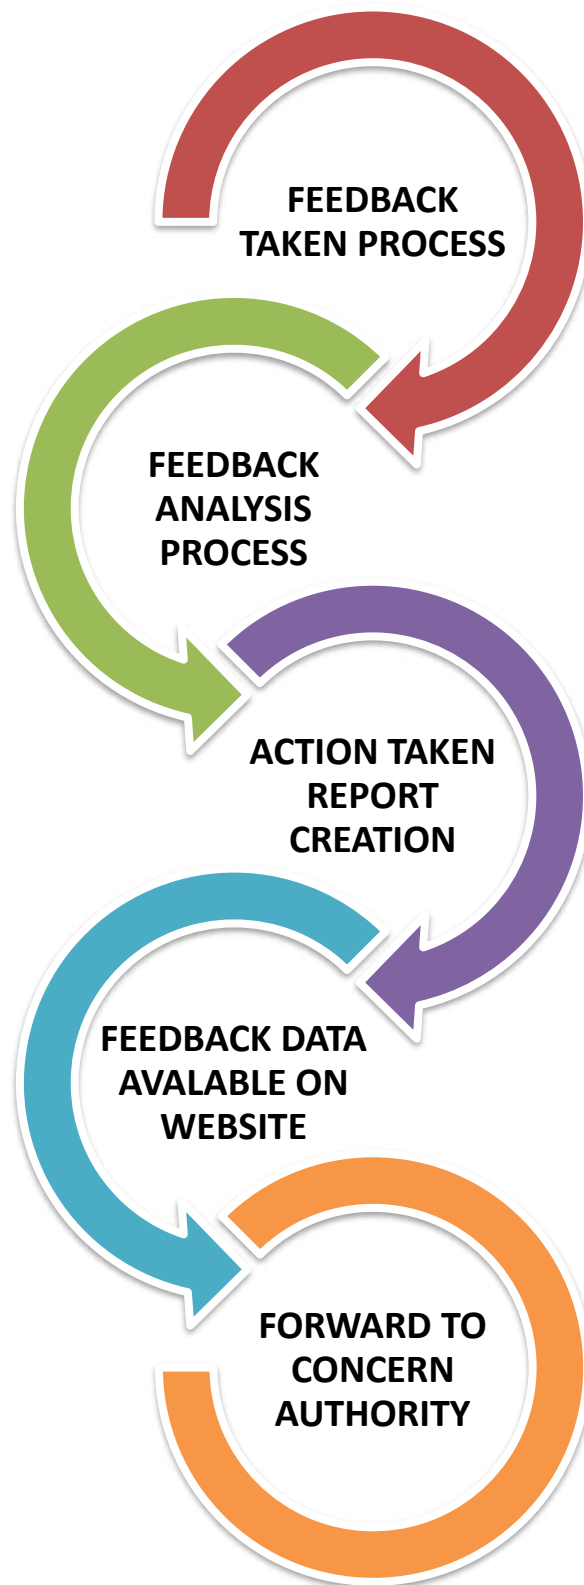 FEEDBACK
TAKEN PROCESS
FEEDBACK
ANALYSIS
PROCESS
ACTION TAKEN
REPORT
CREATION
FEEDBACK DATA
AVALABLE ON
WEBSITE
FORWARD TO
CONCERN
AUTHORITY